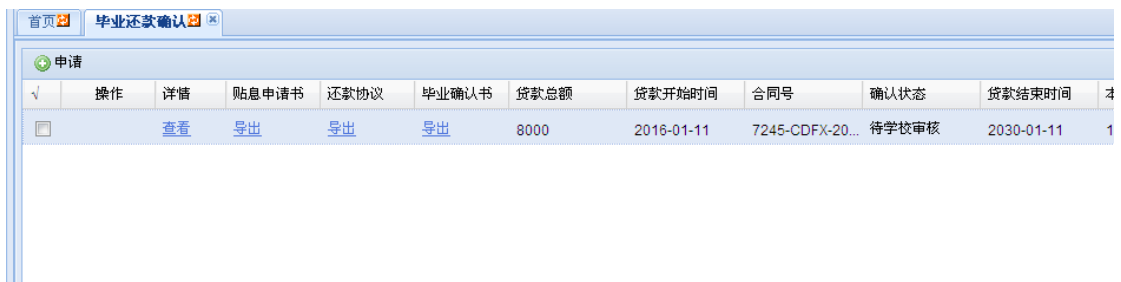 首页 毕业还款确认
申请
√ 操作 详情 贴息申请书 还款协议 毕业确认书 贷款总额 贷款开始时间 合同号 确认状态 贷款结束时间 本
查看 导出 导出 导出 8000 2016-01-11 7245-CDFX-20... 待学校审核 2030-01-11 1